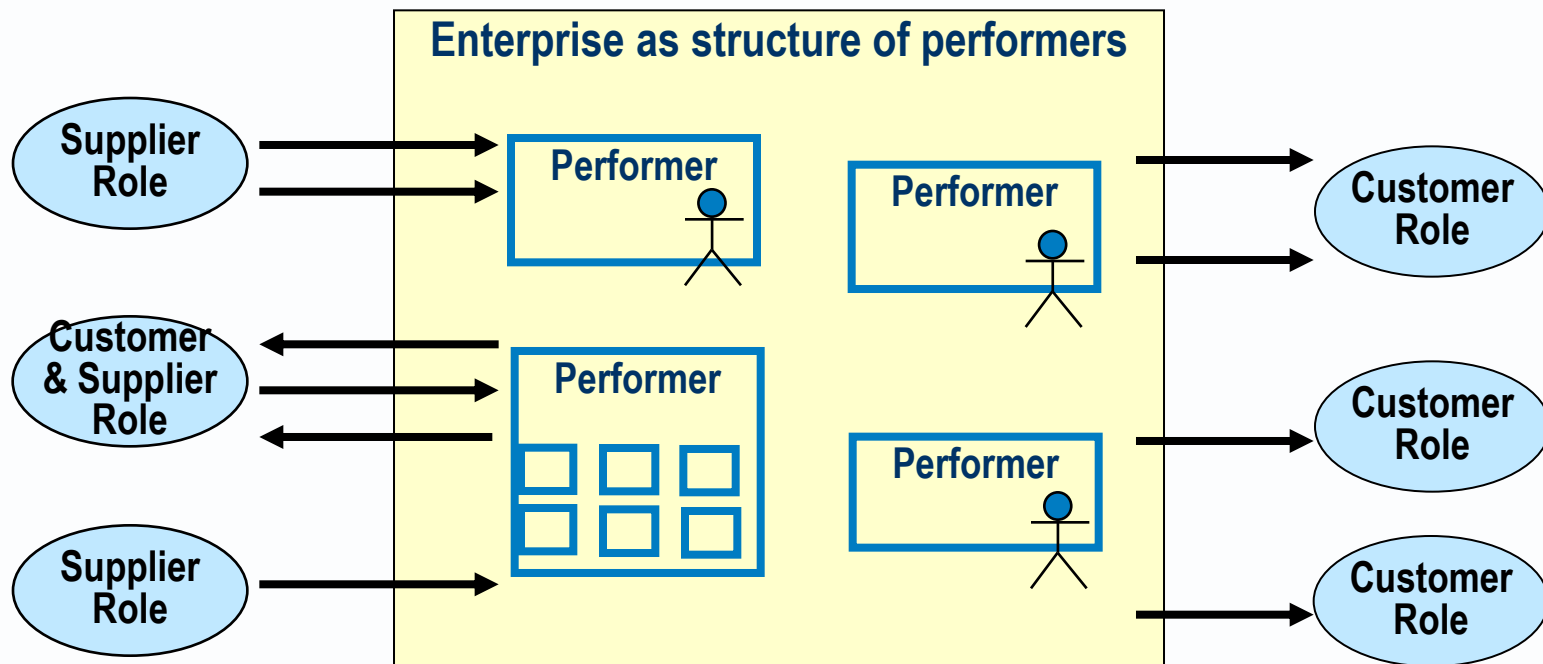 Enterprise as structure of performers
Supplier
Role
Performer
Performer
Customer
Role
Customer
& Supplier
Role
Performer
Customer
Role
Performer
Supplier
Role
Customer
Role